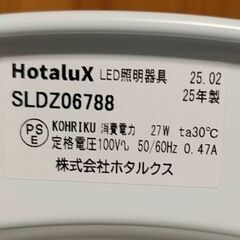 HotaluX LED照明器具 25.02
SLDZ06788 25年製
PSE KOHRIKU 消費電力 27W ta30℃
定格電圧100V～ 50/60Hz 0.47A
株式会社ホタルクス